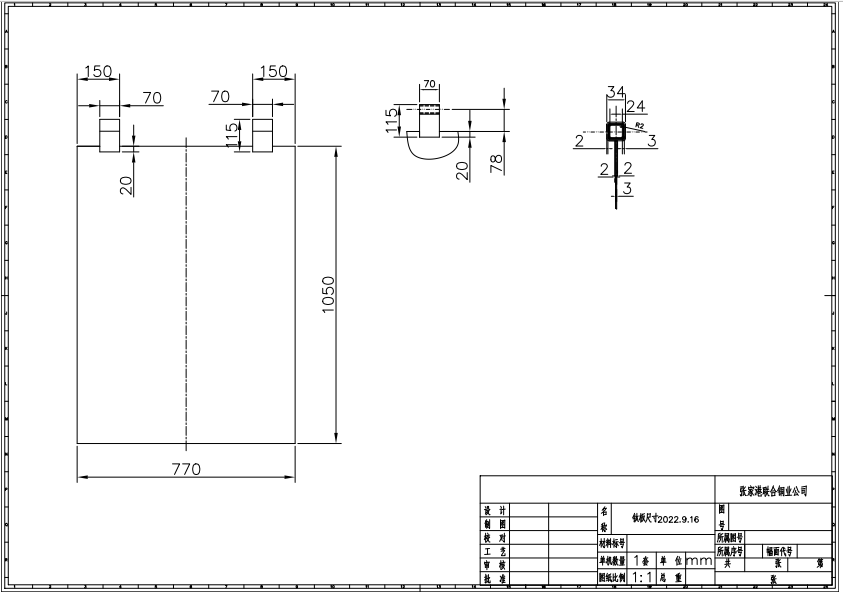 150
150
70
70
115
20
1050
770
70
115
20
78
34
24
R2
2
3
2
2
3
张家港联合铜业公司
设 计
名
称
钛板尺寸2022.9.16
图
号
制 图
校 对
材料标号
所属图号
工 艺
单机数量
1套
单 位
mm
所属序号
幅面代号
审 核
共
张
第
批 准
图纸比例
1:1
总 重
张